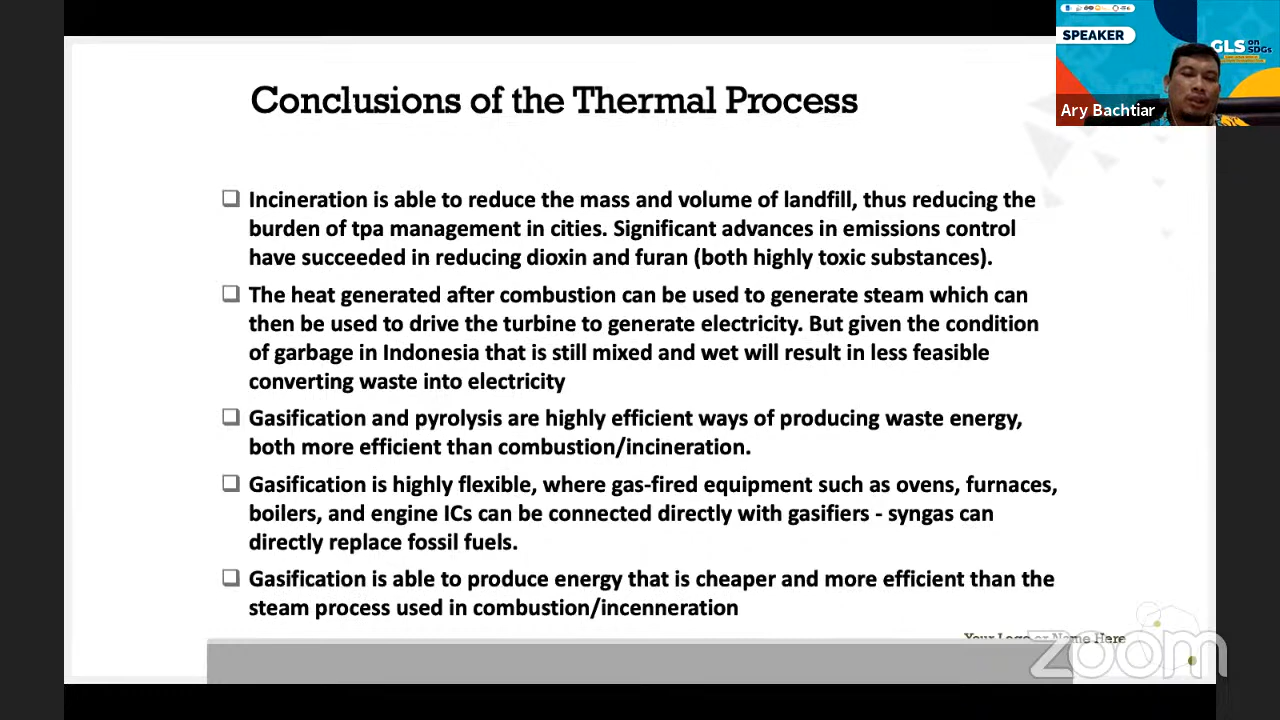 SPEAKER
GLS on SDGs
Ary Bachtiar
Conclusions of the Thermal Process
Incineration is able to reduce the mass and volume of landfill, thus reducing the
burden of tpa management in cities. Significant advances in emissions control
have succeeded in reducing dioxin and furan (both highly toxic substances).
The heat generated after combustion can be used to generate steam which can
then be used to drive the turbine to generate electricity. But given the condition
of garbage in Indonesia that is still mixed and wet will result in less feasible
converting waste into electricity
Gasification and pyrolysis are highly efficient ways of producing waste energy,
both more efficient than combustion/incineration.
Gasification is highly flexible, where gas-fired equipment such as ovens, furnaces,
boilers, and engine ICs can be connected directly with gasifiers - syngas can
directly replace fossil fuels.
Gasification is able to produce energy that is cheaper and more efficient than the
steam process used in combustion/incenneration
Your Logo or Name Here
zoom